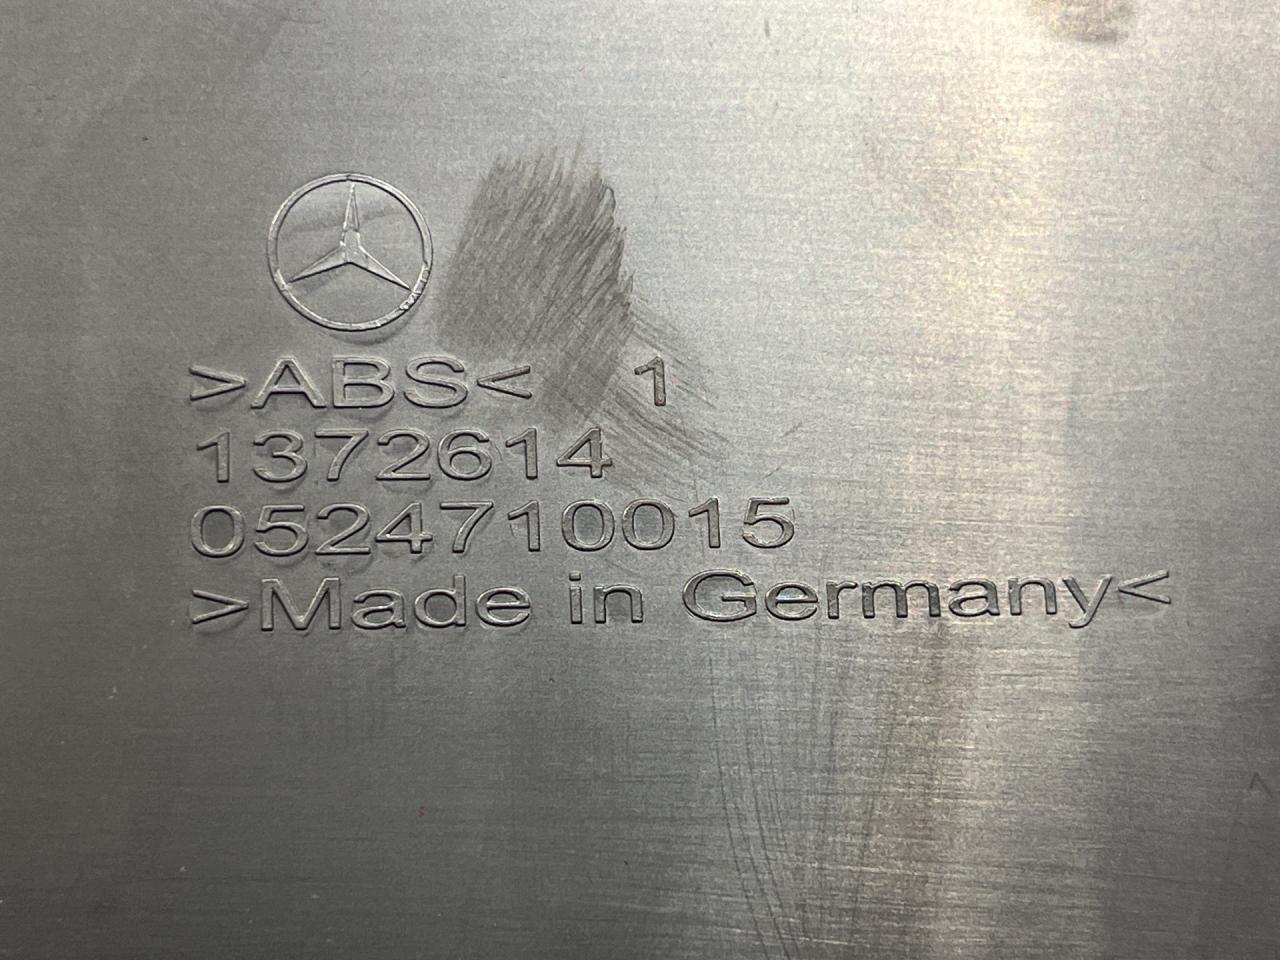 >ABS< 1
1372614
0524710015
>Made in Germany<